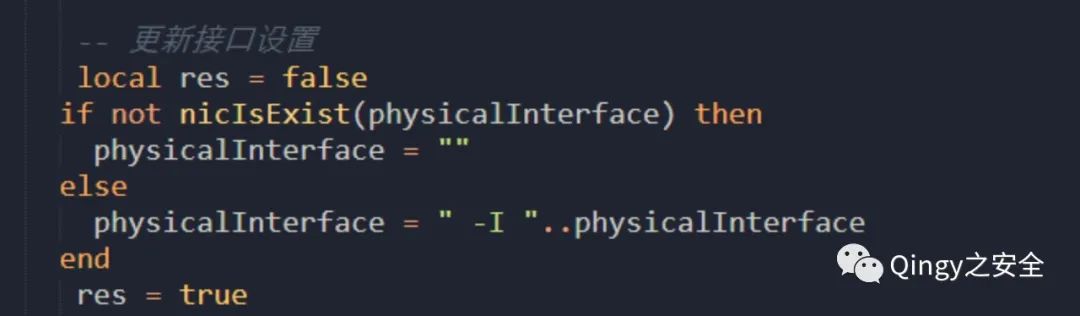 -- 更新接口设置
local res = false
if not nicIsExist(physicalInterface) then
physicalInterface = ""
else
physicalInterface = " -I "..physicalInterface
end
res = true
Qingy之安全